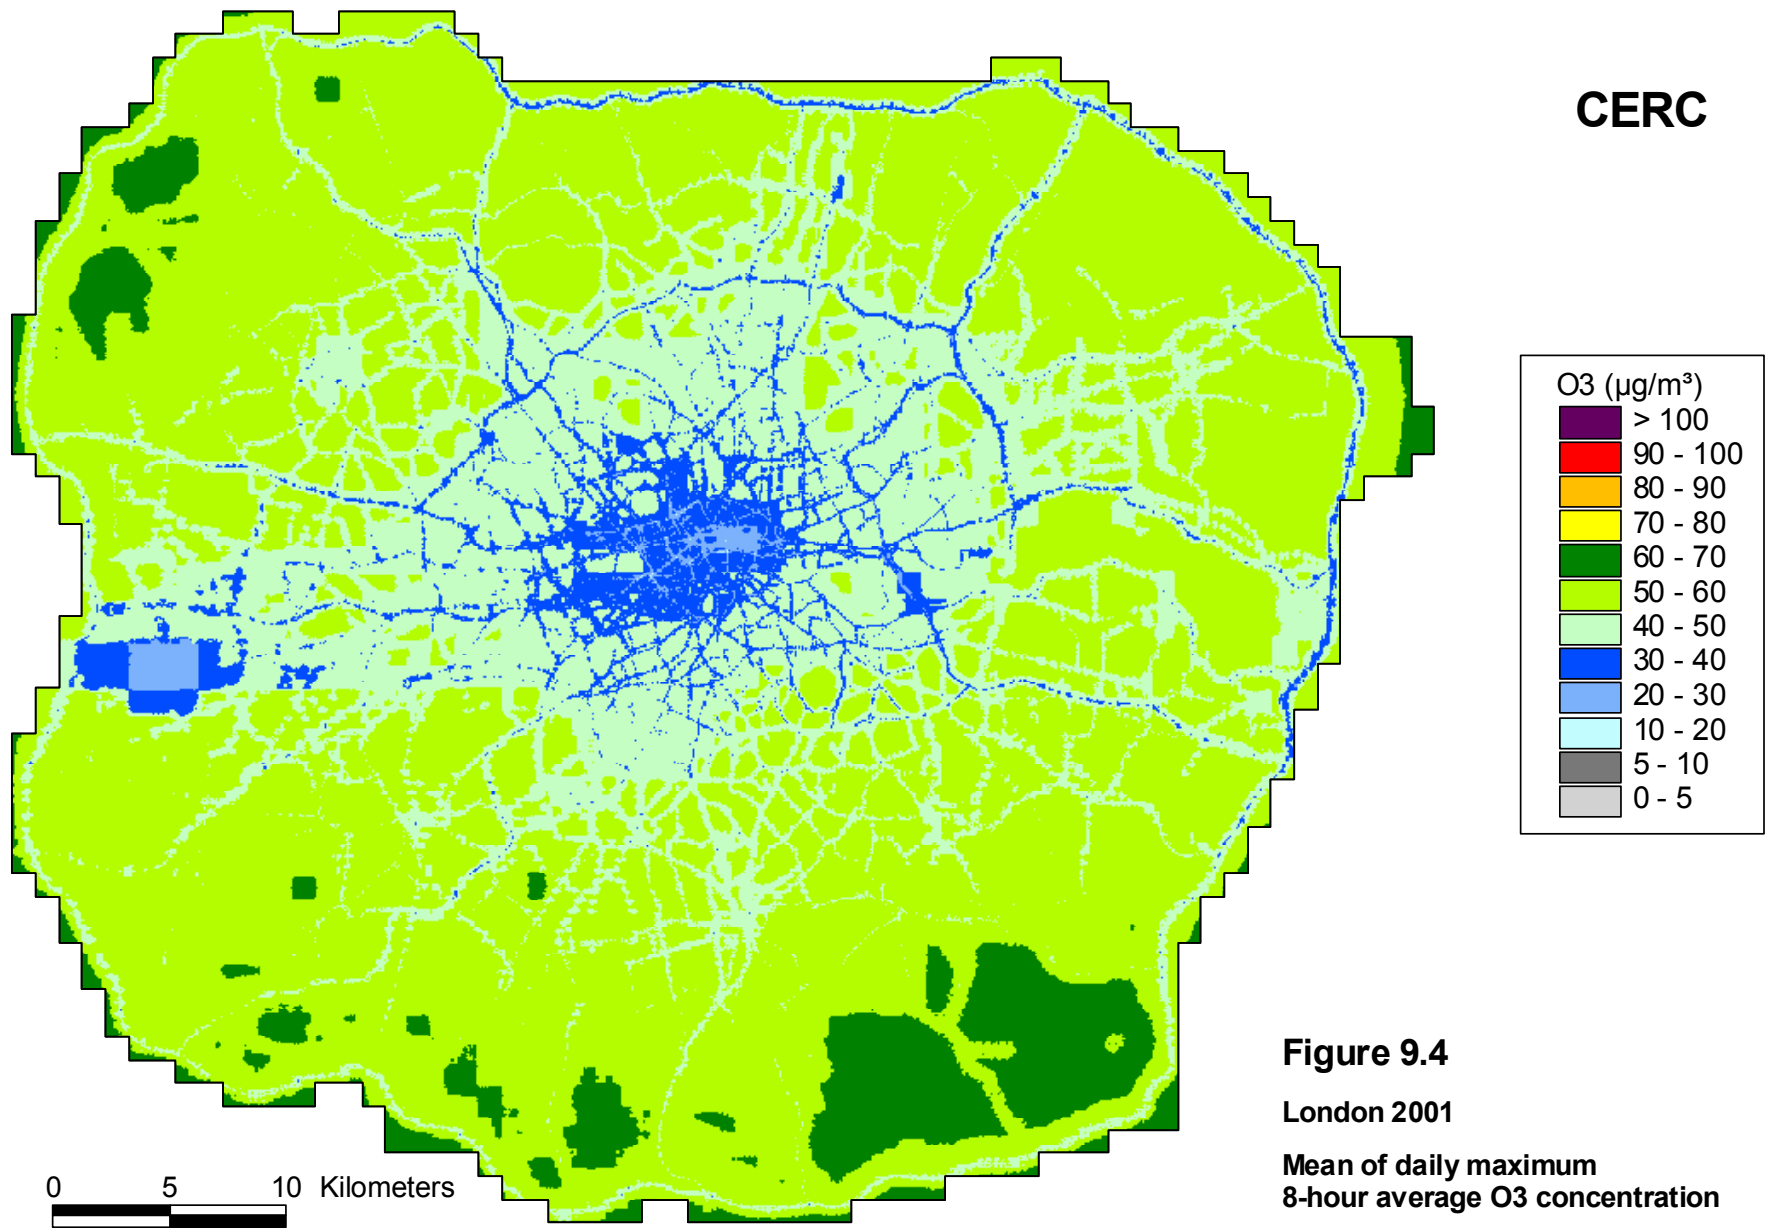 CERC
O3 (µg/m³)
> 100
90 - 100
80 - 90
70 - 80
60 - 70
50 - 60
40 - 50
30 - 40
20 - 30
10 - 20
5 - 10
0 - 5
Figure 9.4
London 2001
Mean of daily maximum
8-hour average O3 concentration
0 5 10 Kilometers